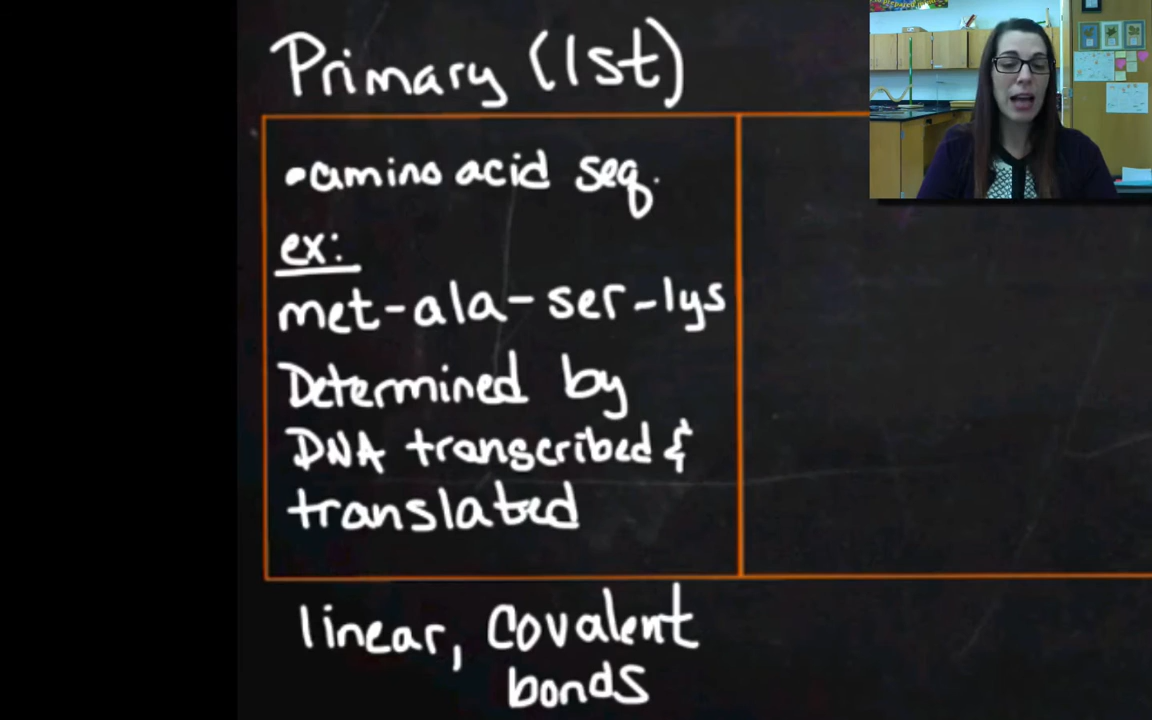 Primary (1st)
•amino acid seq.
ex:
met-ala-ser-lys
Determined by
DNA transcribed &
translated
linear, covalent
bonds